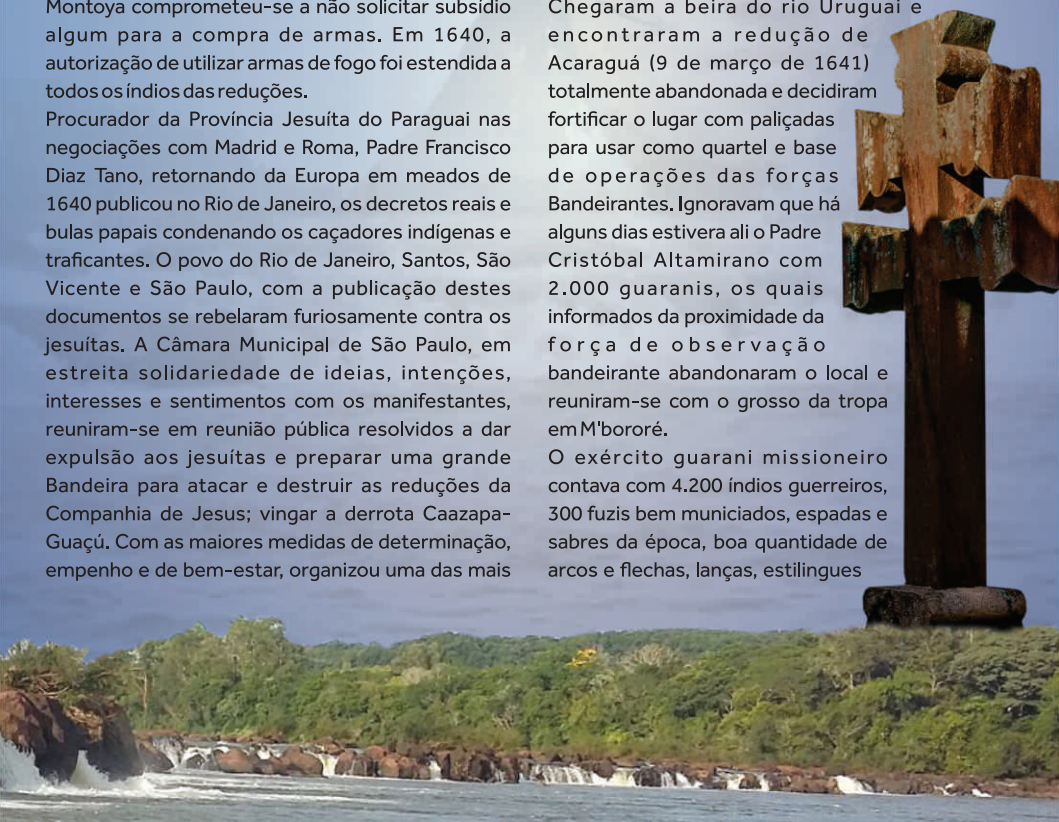 Montoya comprometeu-se a não solicitar subsídio
algum para a compra de armas. Em 1640, a
autorização de utilizar armas de fogo foi estendida a
todos os índios das reduções.
Procurador da Província Jesuíta do Paraguai nas
negociações com Madrid e Roma, Padre Francisco
Diaz Tano, retornando da Europa em meados de
1640 publicou no Rio de Janeiro, os decretos reais e
bulas papais condenando os caçadores indígenas e
traficantes. O povo do Rio de Janeiro, Santos, São
Vicente e São Paulo, com a publicação destes
documentos se rebelaram furiosamente contra os
jesuítas. A Câmara Municipal de São Paulo, em
estreita solidariedade de ideias, intenções,
interesses e sentimentos com os manifestantes,
reuniram-se em reunião pública resolvidos a dar
expulsão aos jesuítas e preparar uma grande
Bandeira para atacar e destruir as reduções da
Companhia de Jesus; vingar a derrota Caazapa-
Guaçú. Com as maiores medidas de determinação,
empenho e de bem-estar, organizou uma das mais
Chegaram a beira do rio Uruguai e
encontraram a redução de
Acaraguá (9 de março de 1641)
totalmente abandonada e decidiram
fortificar o lugar com paliçadas
para usar como quartel e base
de operações das forças
Bandeirantes. Ignoravam que há
alguns dias estivera ali o Padre
Cristóbal Altamirano com
2.000 guaranis, os quais
informados da proximidade da
força de observação
bandeirante abandonaram o local e
reuniram-se com o grosso da tropa
em M'bororé.
O exército guarani missioneiro
contava com 4.200 índios guerreiros,
300 fuzis bem municiados, espadas e
sabres da época, boa quantidade de
arcos e flechas, lanças, estilingues